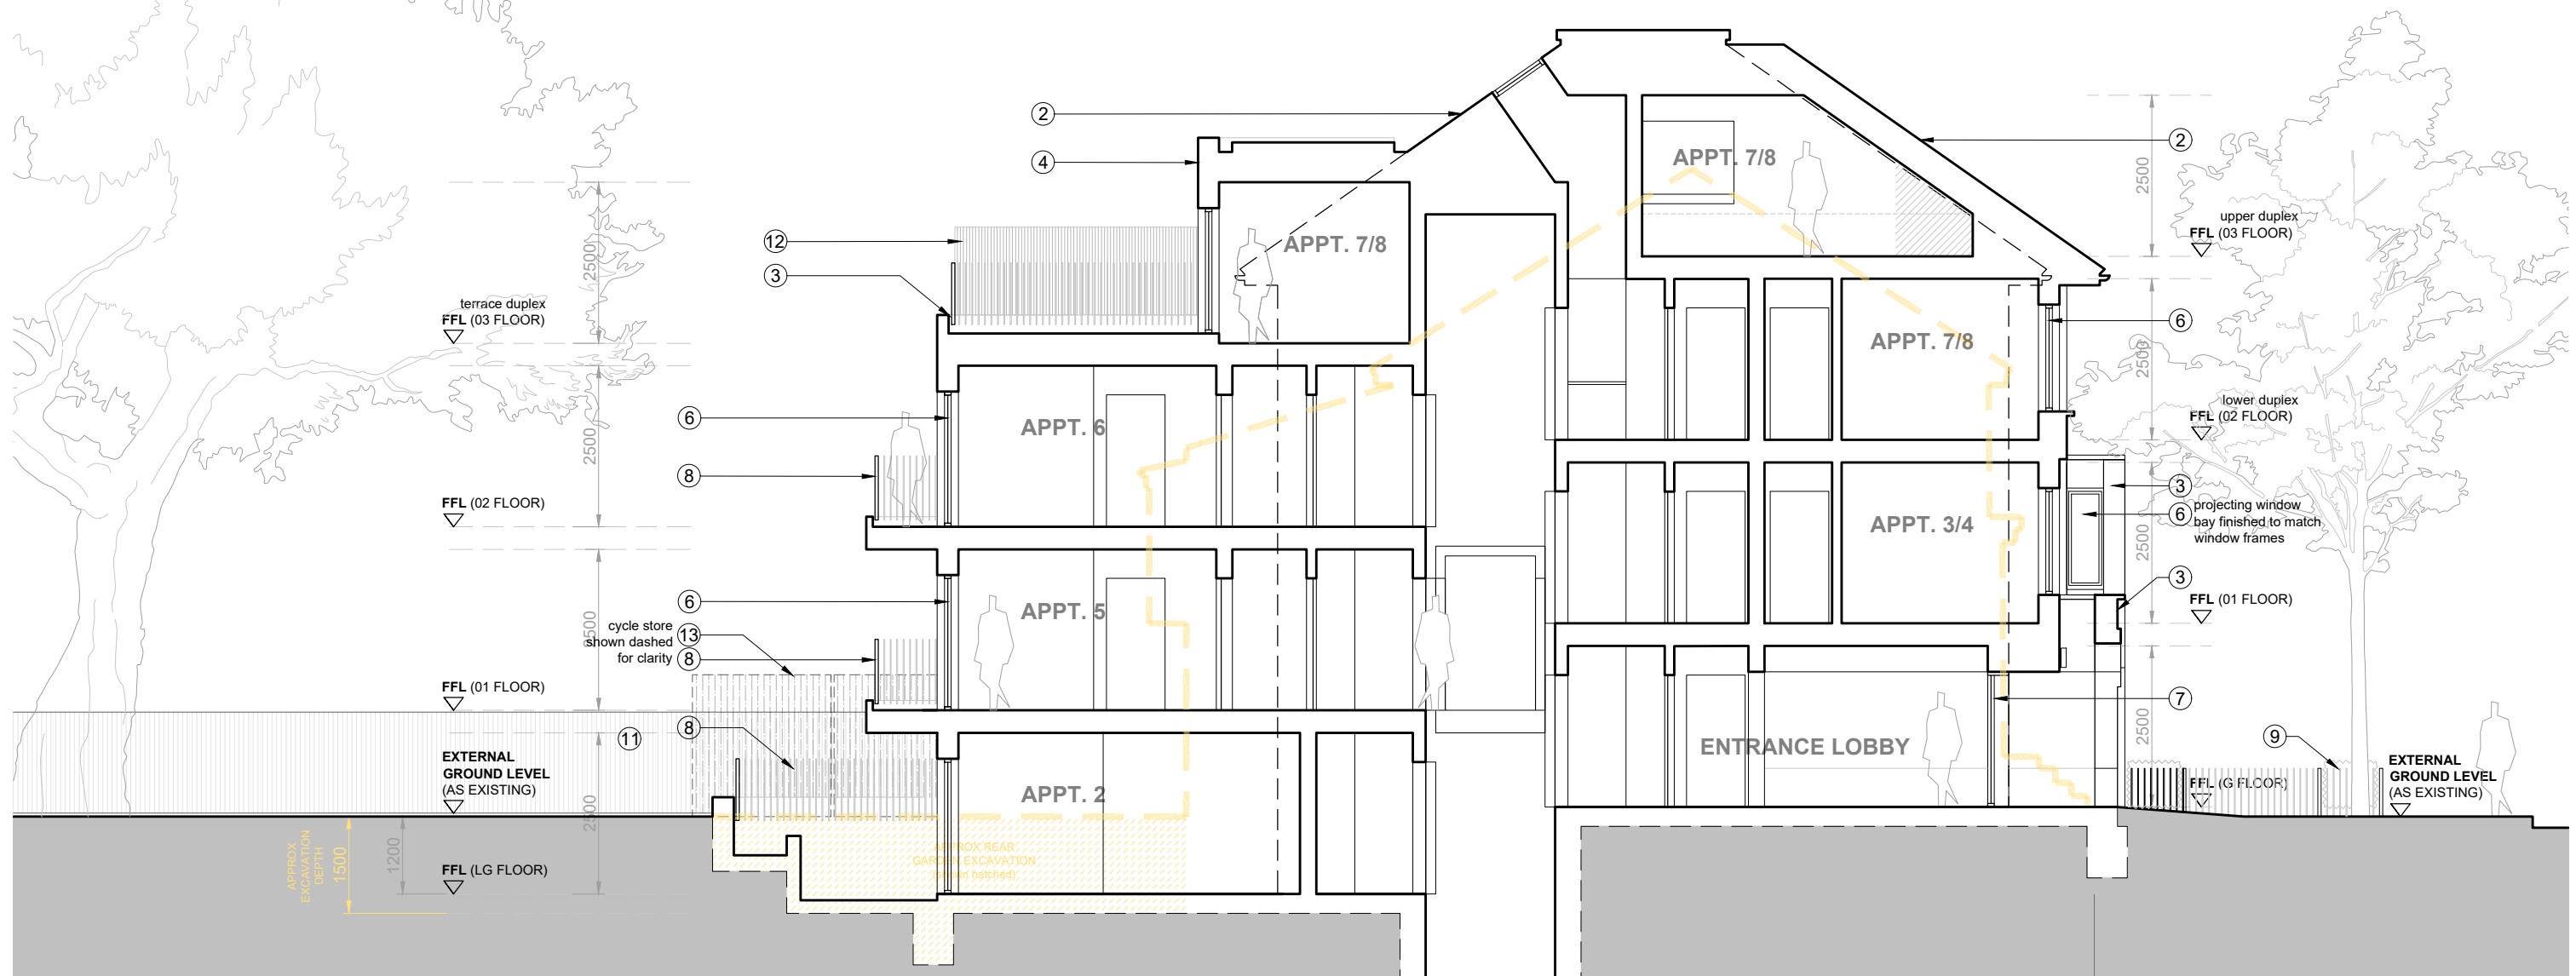 2
4
APPT. 7/8
2
2500
upper duplex
FFL (03 FLOOR)
12
APPT. 7/8
2500
3
terrace duplex
FFL (03 FLOOR)
6
APPT. 7/8
2500
lower duplex
FFL (02 FLOOR)
6
APPT. 6
2500
8
3
FFL (02 FLOOR)
6
projecting window
bay finished to match
window frames
APPT. 3/4
2500
3
FFL (01 FLOOR)
6
APPT. 5
2500
cycle store
shown dashed
for clarity
13
8
FFL (01 FLOOR)
7
8
11
2500
9
ENTRANCE LOBBY
EXTERNAL
GROUND LEVEL
(AS EXISTING)
EXTERNAL
GROUND LEVEL
(AS EXISTING)
FFL (G FLOOR)
APPT. 2
2500
APPROX
EXCAVATION
DEPTH
1500
1200
APPROX REAR
GARDEN EXCAVATION
(shown hatched)
FFL (LG FLOOR)